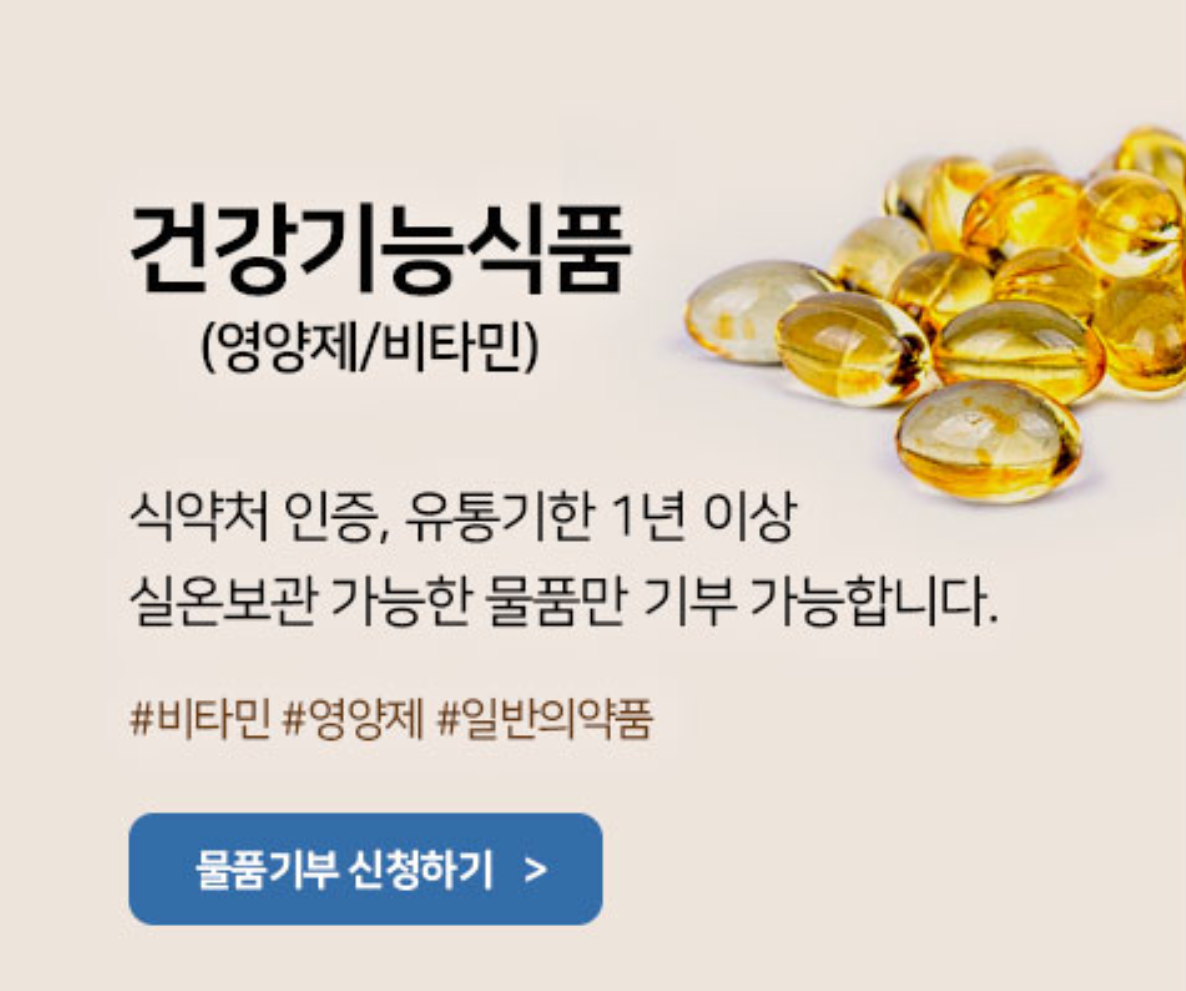 건강기능식품
(영양제/비타민)
식약처 인증, 유통기한 1년 이상
실온보관 가능한 물품만 기부 가능합니다.
#비타민 #영양제 #일반의약품
물품기부 신청하기 >